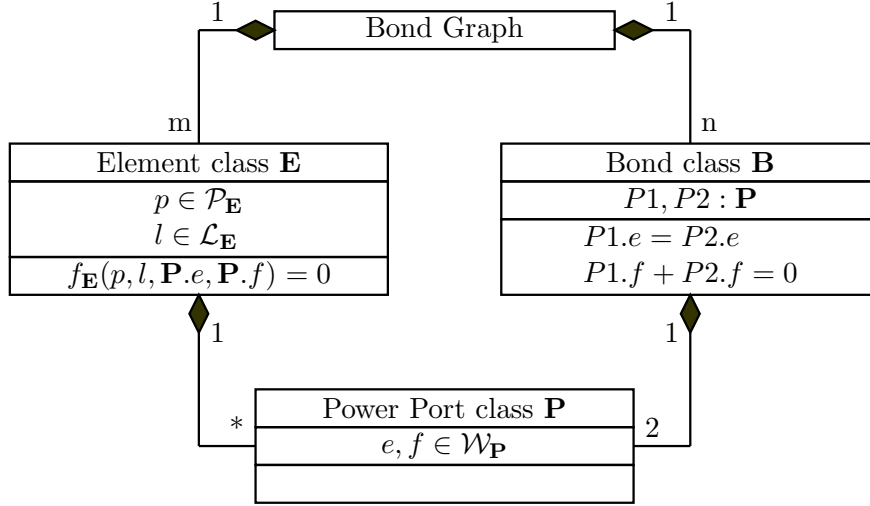 1 Bond Graph 1
m n
Element class E
p ∈ 𝒫_E
l ∈ ℒ_E
f_E(p, l, P.e, P.f) = 0
Bond class B
P1, P2 : P
P1.e = P2.e
P1.f + P2.f = 0
1 1
* 2
Power Port class P
e, f ∈ 𝒲_P